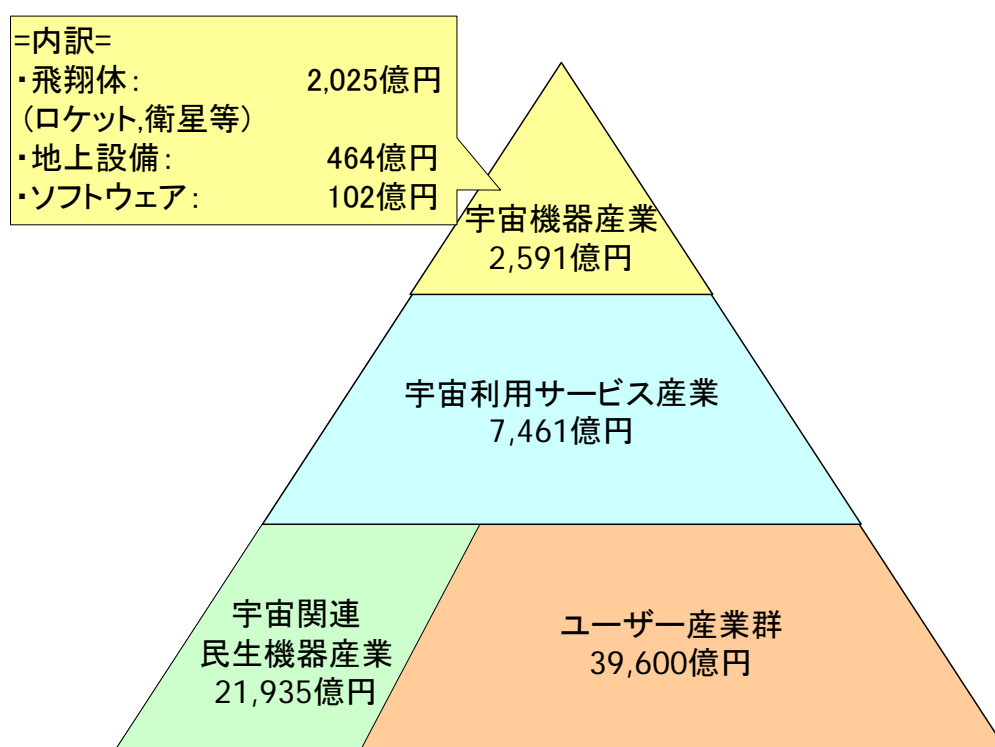 =内訳=
・飛翔体: 2,025億円
(ロケット,衛星等)
・地上設備: 464億円
・ソフトウェア: 102億円
宇宙機器産業
2,591億円
宇宙利用サービス産業
7,461億円
宇宙関連
民生機器産業
21,935億円
ユーザー産業群
39,600億円